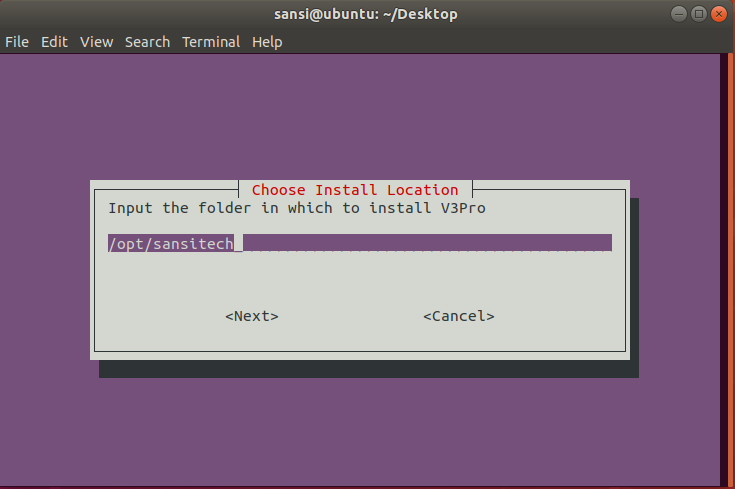 sansi@ubuntu: ~/Desktop
File Edit View Search Terminal Help
Choose Install Location
Input the folder in which to install V3Pro
/opt/sansitech
<Next> <Cancel>